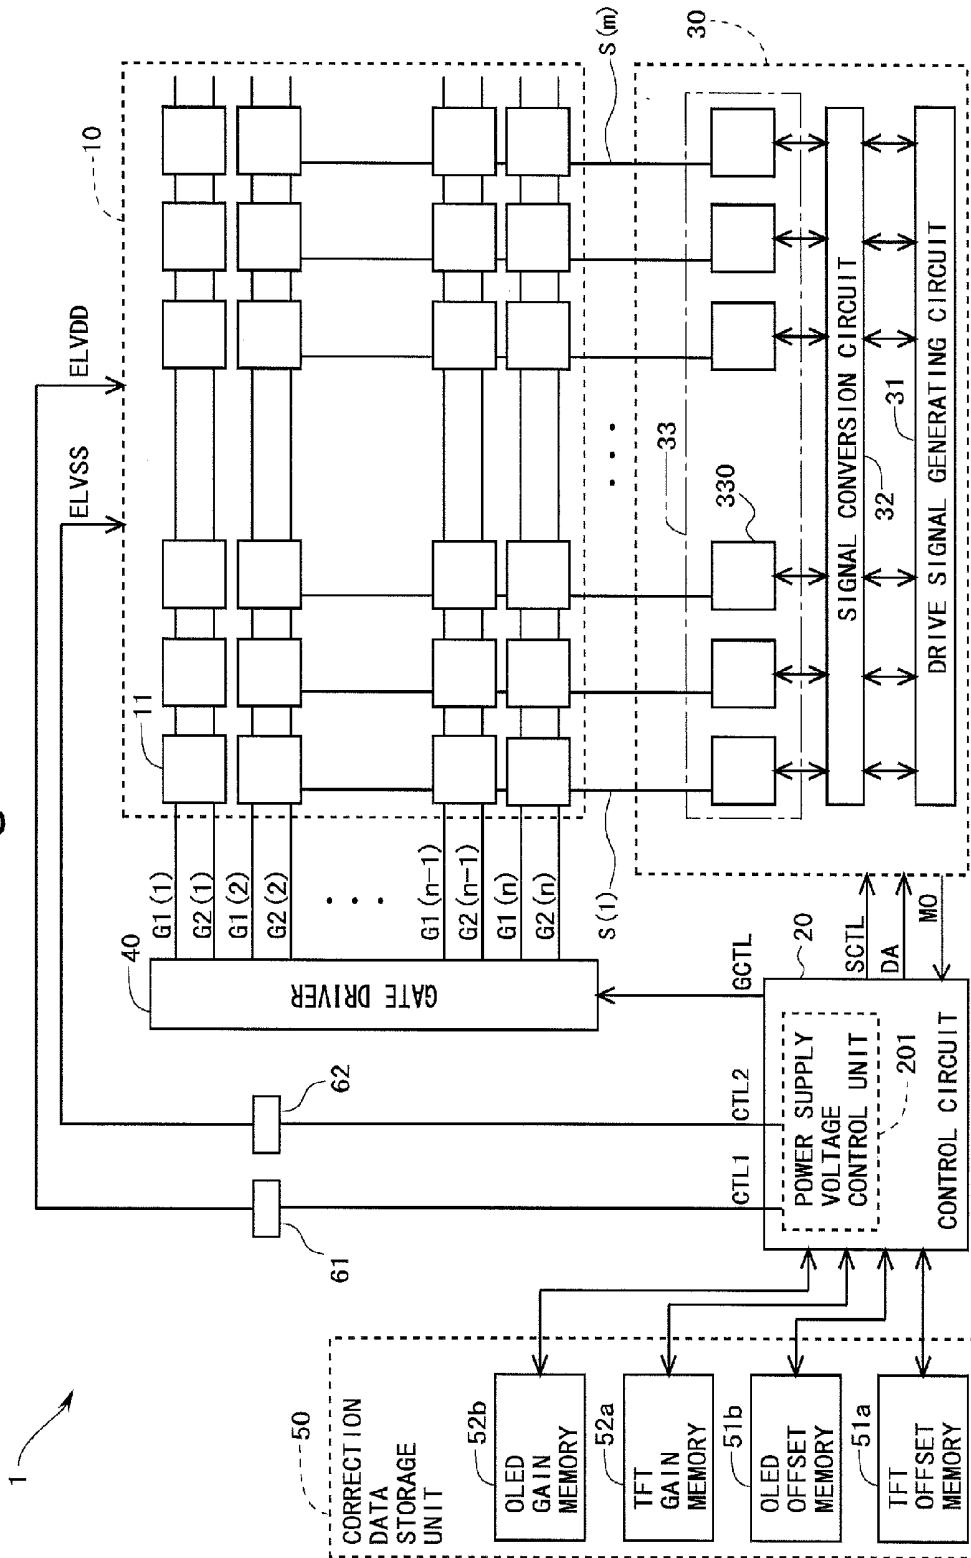 1
ELVDD
ELVSS
10
11
40
GATE DRIVER
G1(1)
G2(1)
G1(2)
G2(2)
G1(n-1)
G2(n-1)
G1(n)
G2(n)
S(1)
S(m)
30
33
330
SIGNAL CONVERSION CIRCUIT
32
31
DRIVE SIGNAL GENERATING CIRCUIT
62
61
CTL1
CTL2
GCTL
20
SCTL
DA
MO
POWER SUPPLY
VOLTAGE
CONTROL UNIT
201
CONTROL CIRCUIT
50
CORRECTION
DATA
STORAGE
UNIT
52b
OLED
GAIN
MEMORY
52a
TFT
GAIN
MEMORY
51b
OLED
OFFSET
MEMORY
51a
TFT
OFFSET
MEMORY